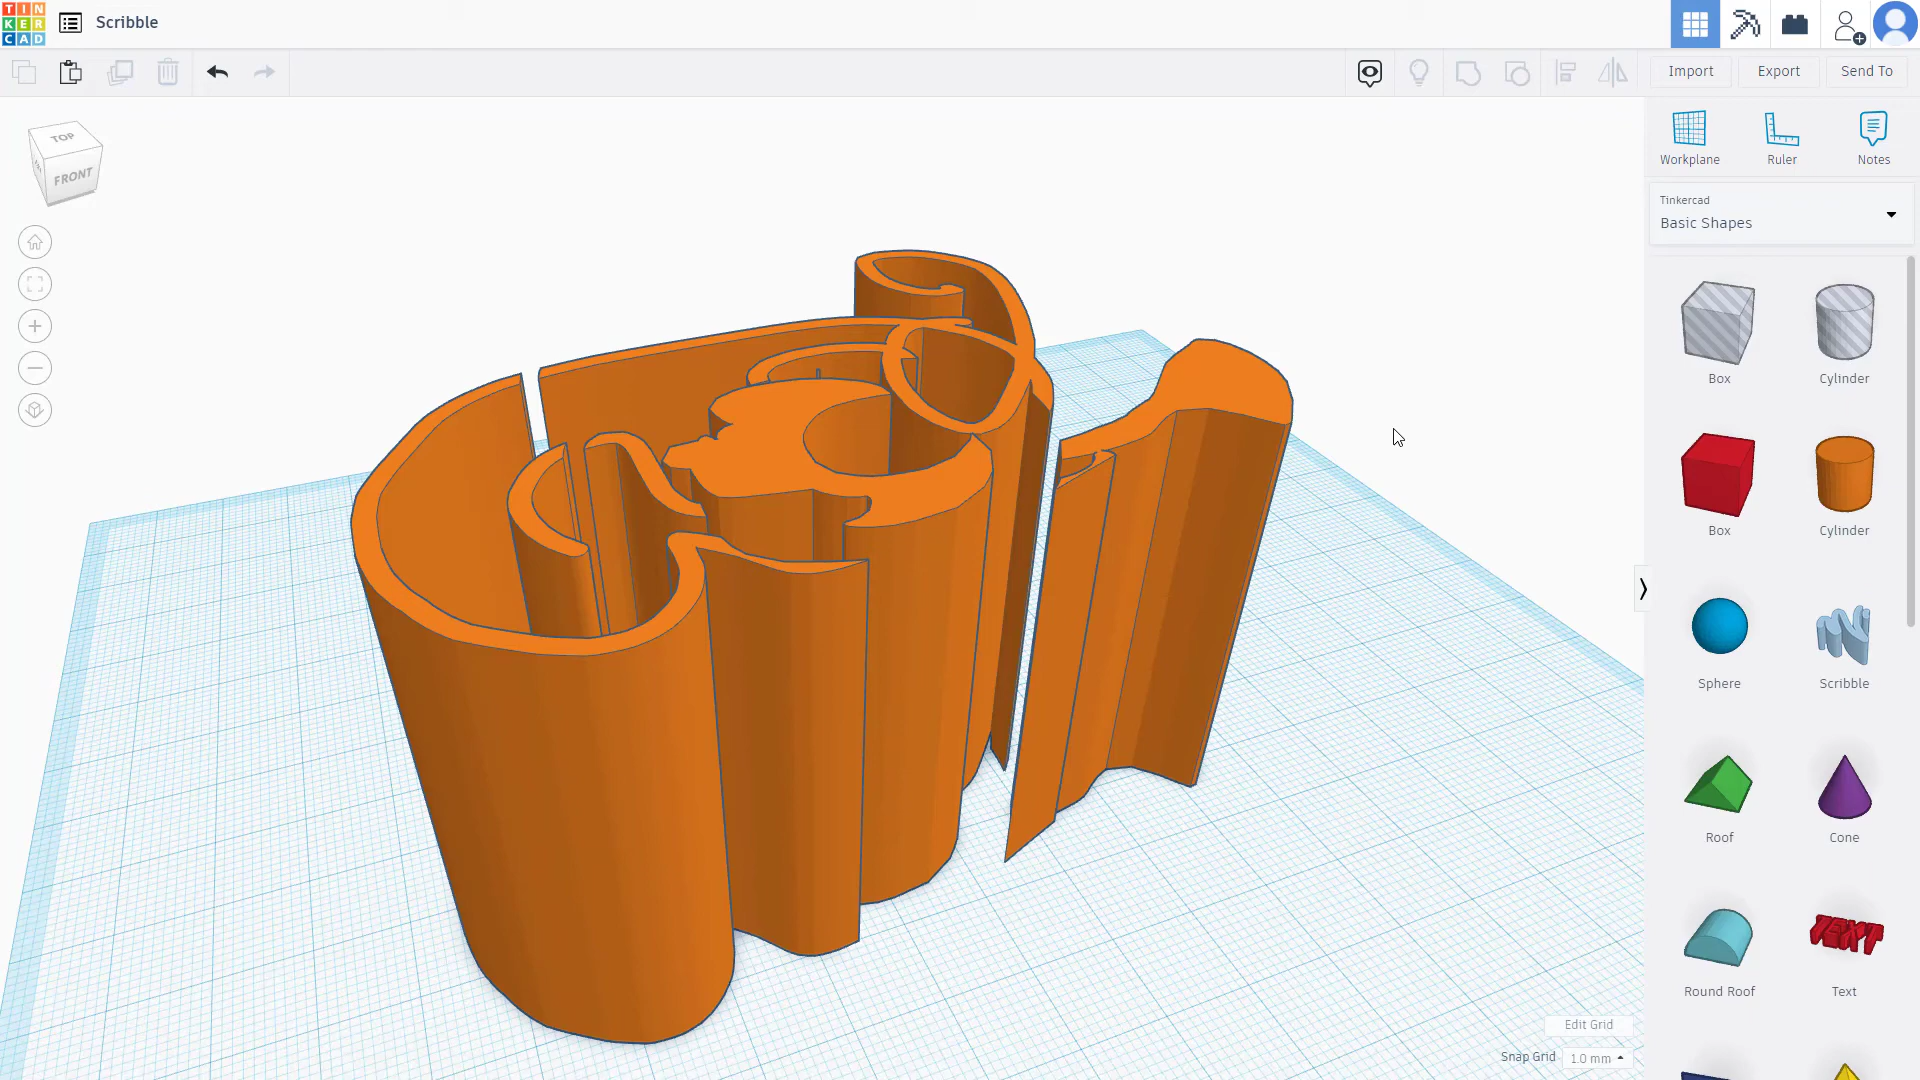 TIN
KER
CAD
Scribble
Import
Export
Send To
TOP
FRONT
Workplane
Ruler
Notes
Tinkercad
Basic Shapes
Box
Cylinder
Box
Cylinder
Sphere
Scribble
Roof
Cone
TEXT
Round Roof
Text
Edit Grid
Snap Grid
1.0 mm